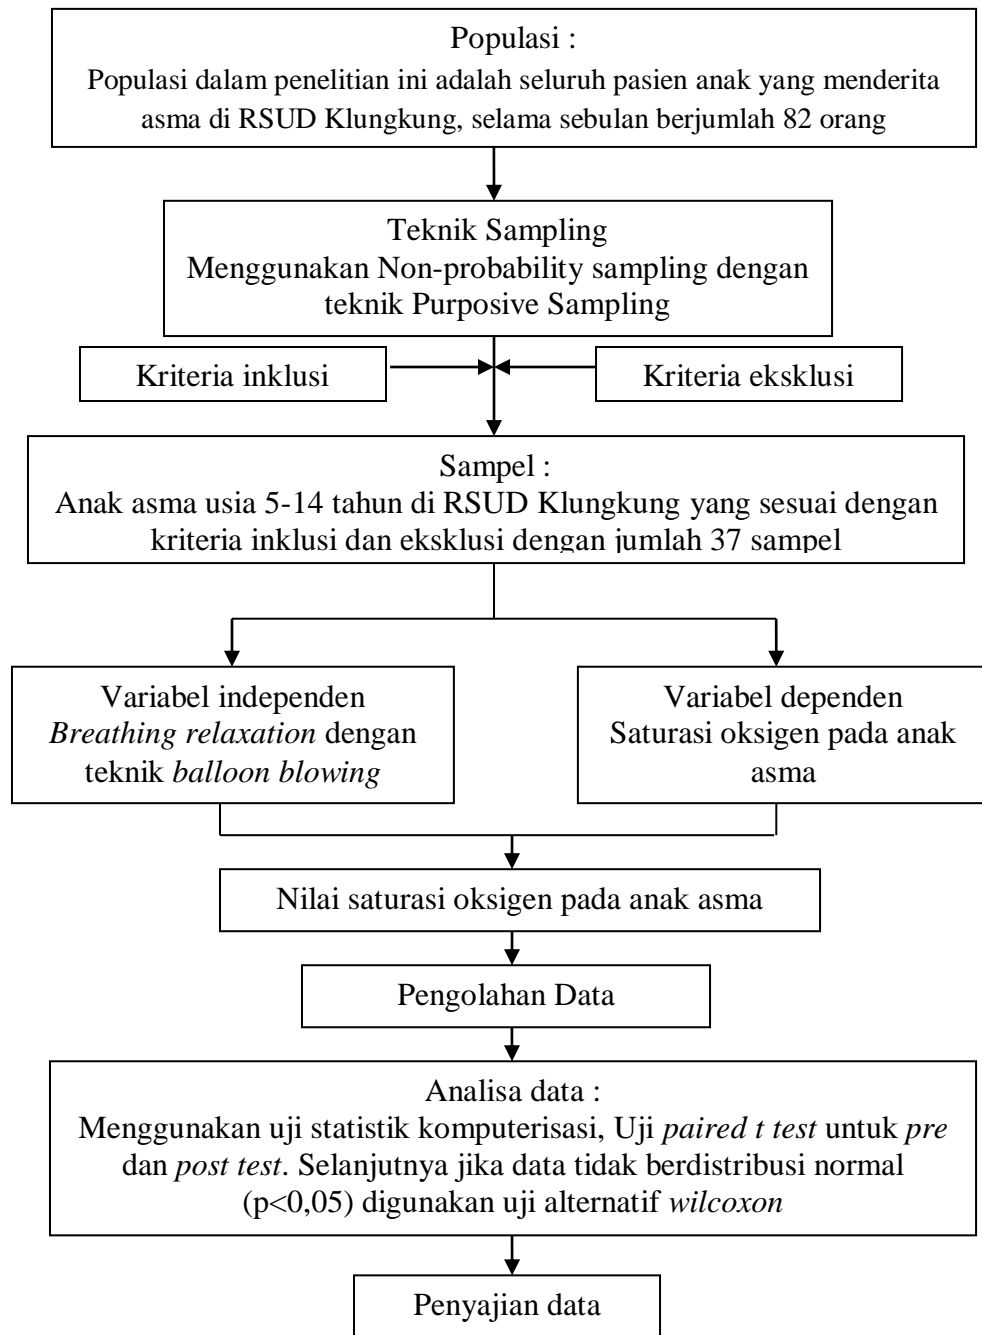 Populasi :
Populasi dalam penelitian ini adalah seluruh pasien anak yang menderita
asma di RSUD Klungkung, selama sebulan berjumlah 82 orang
Teknik Sampling
Menggunakan Non-probability sampling dengan
teknik Purposive Sampling
Kriteria inklusi
Kriteria eksklusi
Sampel :
Anak asma usia 5-14 tahun di RSUD Klungkung yang sesuai dengan
kriteria inklusi dan eksklusi dengan jumlah 37 sampel
Variabel independen
Breathing relaxation dengan
teknik balloon blowing
Variabel dependen
Saturasi oksigen pada anak
asma
Nilai saturasi oksigen pada anak asma
Pengolahan Data
Analisa data :
Menggunakan uji statistik komputerisasi, Uji paired t test untuk pre
dan post test. Selanjutnya jika data tidak berdistribusi normal
(p<0,05) digunakan uji alternatif wilcoxon
Penyajian data